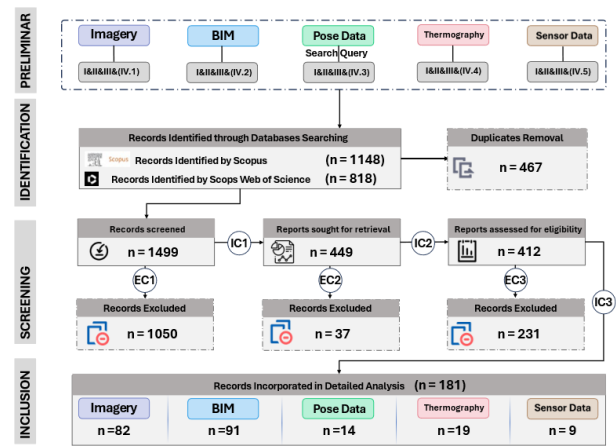 PRELIMINAR
Imagery BIM Pose Data Thermography Sensor Data
Search Query
I&II&III&(IV.1) I&II&III&(IV.2) I&II&III&(IV.3) I&II&III&(IV.4) I&II&III&(IV.5)
IDENTIFICATION
Records Identified through Databases Searching
Scopus Records Identified by Scopus (n = 1148)
Records Identified by Scops Web of Science (n = 818)
Duplicates Removal
n = 467
SCREENING
Records screened
n = 1499
IC1
Reports sought for retrieval
n = 449
IC2
Reports assessed for eligibility
n = 412
EC1 EC2 EC3
IC3
Records Excluded
n = 1050
Records Excluded
n = 37
Records Excluded
n = 231
INCLUSION
Records Incorporated in Detailed Analysis (n = 181)
Imagery BIM Pose Data Thermography Sensor Data
n =82 n =91 n =14 n =19 n = 9